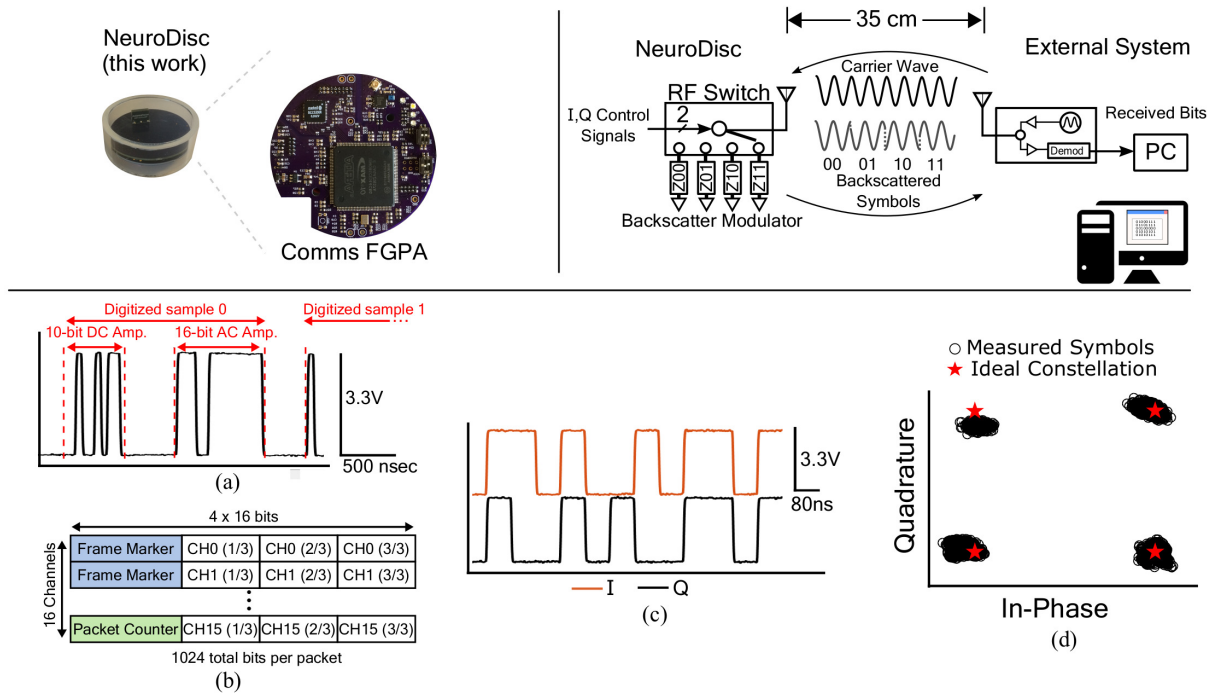 NeuroDisc
(this work)
Comms FGPA
35 cm
NeuroDisc
External System
Carrier Wave
RF Switch
I,Q Control
Signals
2
Received Bits
Demod
PC
00 01 10 11
Z00 Z01 Z10 Z11
Backscattered
Symbols
Backscatter Modulator
Digitized sample 0
Digitized sample 1
10-bit DC Amp.
16-bit AC Amp.
3.3V
500 nsec
(a)
4 x 16 bits
16 Channels
Frame Marker CH0 (1/3) CH0 (2/3) CH0 (3/3)
Frame Marker CH1 (1/3) CH1 (2/3) CH1 (3/3)
Packet Counter CH15 (1/3) CH15 (2/3) CH15 (3/3)
1024 total bits per packet
(b)
3.3V
80ns
I Q
(c)
Measured Symbols
Ideal Constellation
Quadrature
In-Phase
(d)